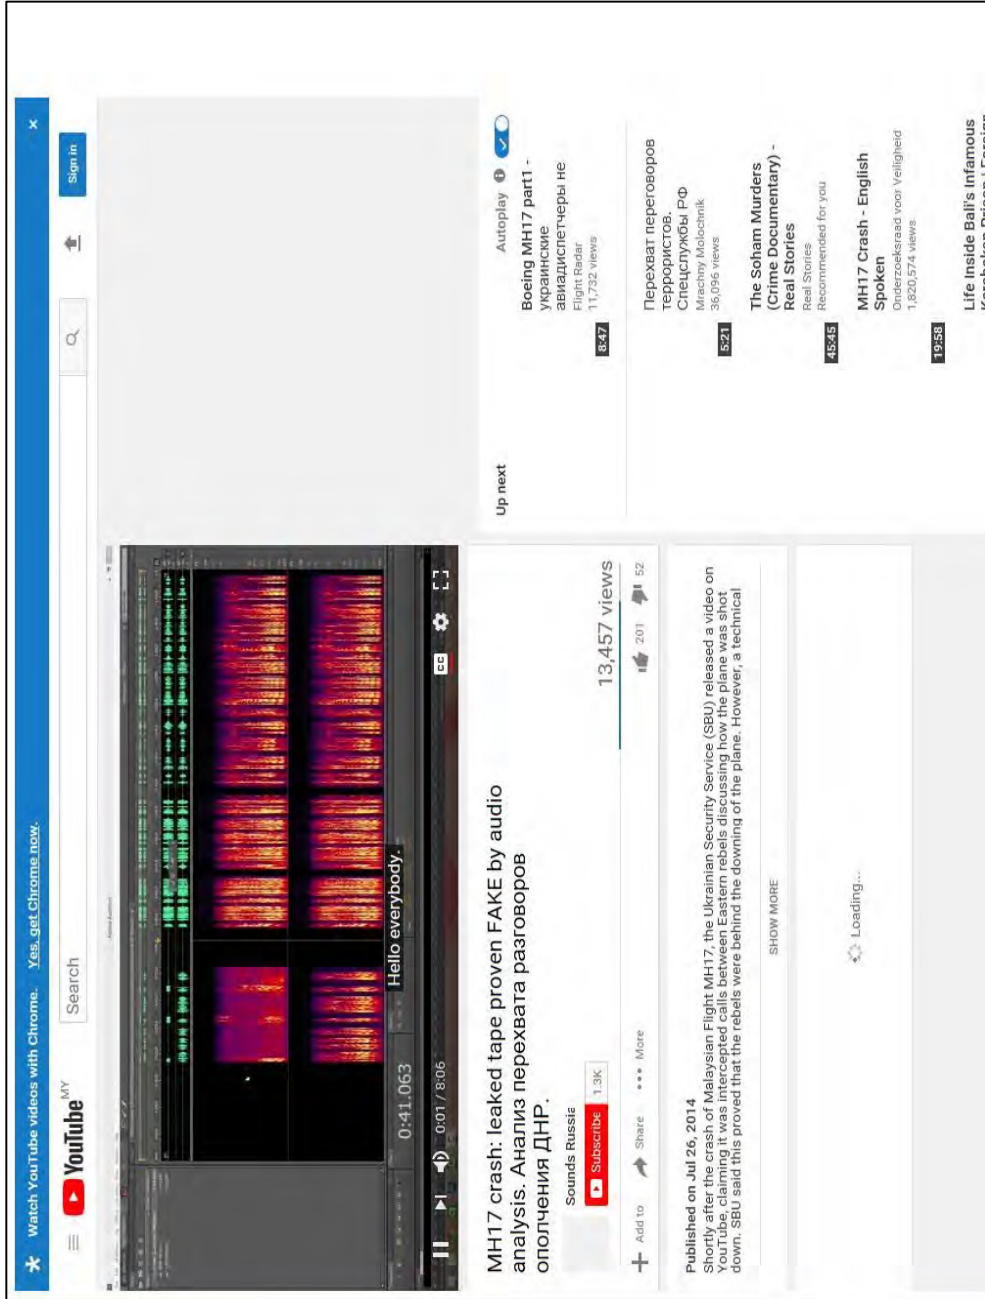 Watch YouTube videos with Chrome. Yes, get Chrome now. ×
YouTube MY
Search
Sign in
Hello everybody.
0:41.063
0:01 / 8:06
CC
MH17 crash: leaked tape proven FAKE by audio
analysis. Анализ перехвата разговоров
ополчения ДНР.
Sounds Russia
Subscribe 1.3K
13,457 views
Add to Share More
201 52
Published on Jul 26, 2014
Shortly after the crash of Malaysian Flight MH17, the Ukrainian Security Service (SBU) released a video on
YouTube, claiming it was intercepted calls between Eastern rebels discussing how the plane was shot
down. SBU said this proved that the rebels were behind the downing of the plane. However, a technical
SHOW MORE
Loading...
Up next
Autoplay
Boeing MH17 part1 -
украинские
авиадиспетчеры не
Flight Radar
11,732 views
8:47
Перехват переговоров
террористов.
Спецслужбы РФ
Mrachny Molochnik
36,096 views
5:21
The Soham Murders
(Crime Documentary) -
Real Stories
Real Stories
Recommended for you
45:45
MH17 Crash - English
Spoken
Onderzoeksraad voor Veiligheid
1,820,574 views
19:58
Life Inside Bali's Infamous
Kerobokan Prison | Foreign